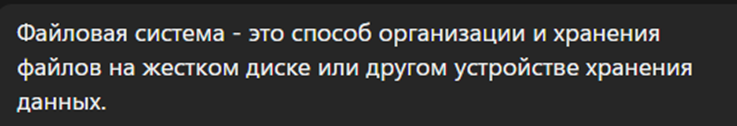 Файловая система - это способ организации и хранения
файлов на жестком диске или другом устройстве хранения
данных.